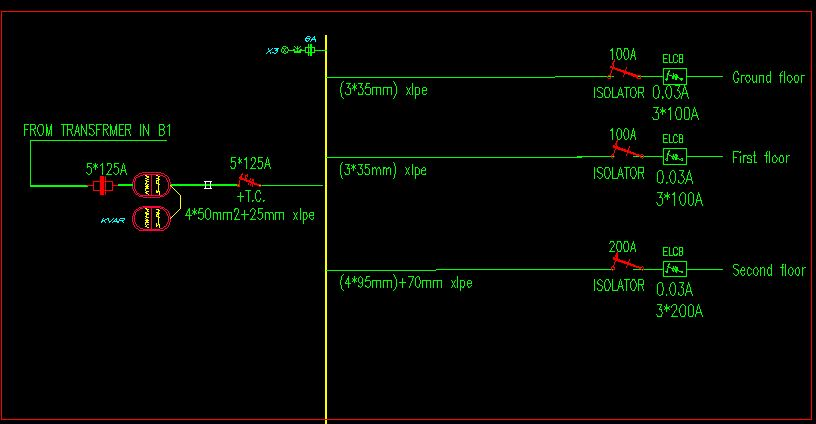 6A
X3
100A
ELCB
Ground floor
(3*35mm) xlpe
ISOLATOR
0.03A
3*100A
FROM TRANSFRMER IN B1
100A
ELCB
First floor
5*125A
5*125A
(3*35mm) xlpe
ISOLATOR
0.03A
+T.C.
3*100A
KVAR
4*50mm2+25mm xlpe
200A
ELCB
Second floor
(4*95mm)+70mm xlpe
ISOLATOR
0.03A
3*200A